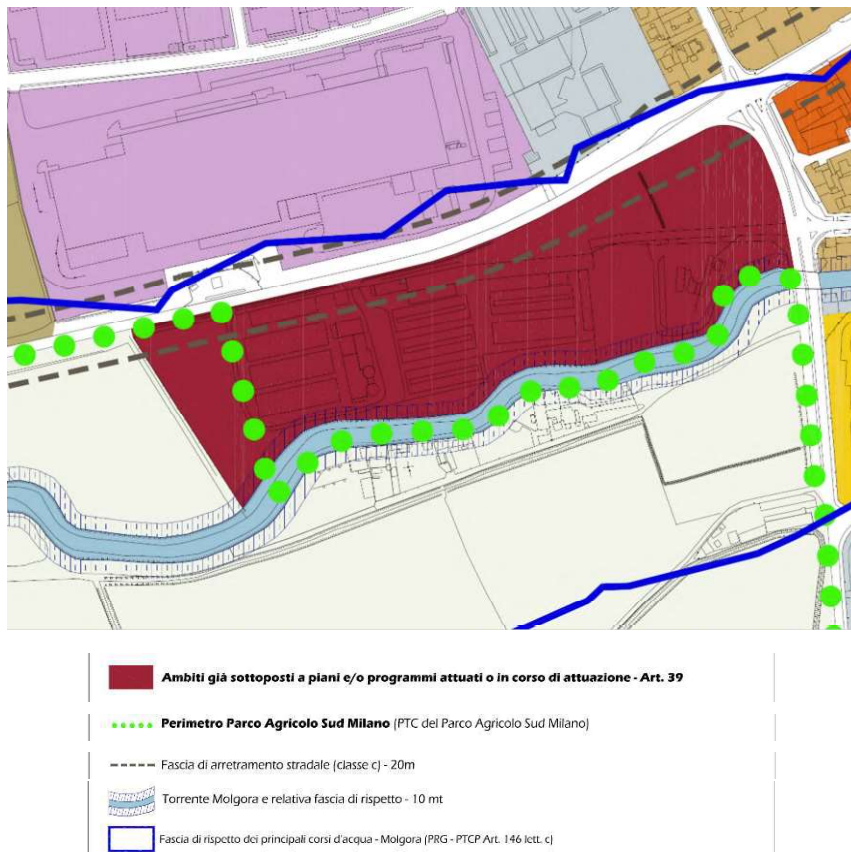 Ambiti già sottoposti a piani e/o programmi attuati o in corso di attuazione - Art. 39
Perimetro Parco Agricolo Sud Milano (PTC del Parco Agricolo Sud Milano)
Fascia di arretramento stradale (classe c) - 20m
Torrente Molgora e relativa fascia di rispetto - 10 mt
Fascia di rispetto dei principali corsi d'acqua - Molgora (PRG - PTCP Art. 146 lett. c)